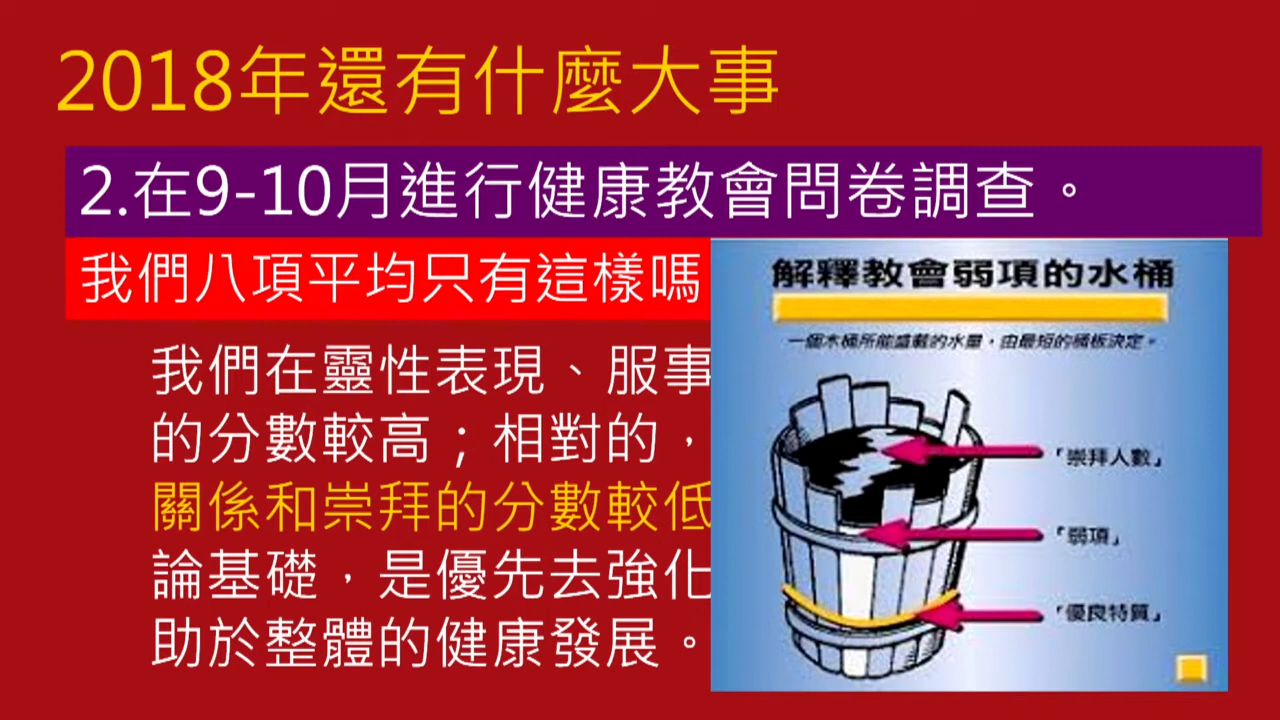 2018年還有什麼大事
2.在9-10月進行健康教會問卷調查。
我們八項平均只有這樣嗎
我們在靈性表現、服事
的分數較高；相對的，
關係和崇拜的分數較低
論基礎，是優先去強化
助於整體的健康發展。
解釋教會弱項的水桶
一個木桶所能盛載的水量，由最短的桶板決定。
「崇拜人數」
「弱項」
「優良特質」